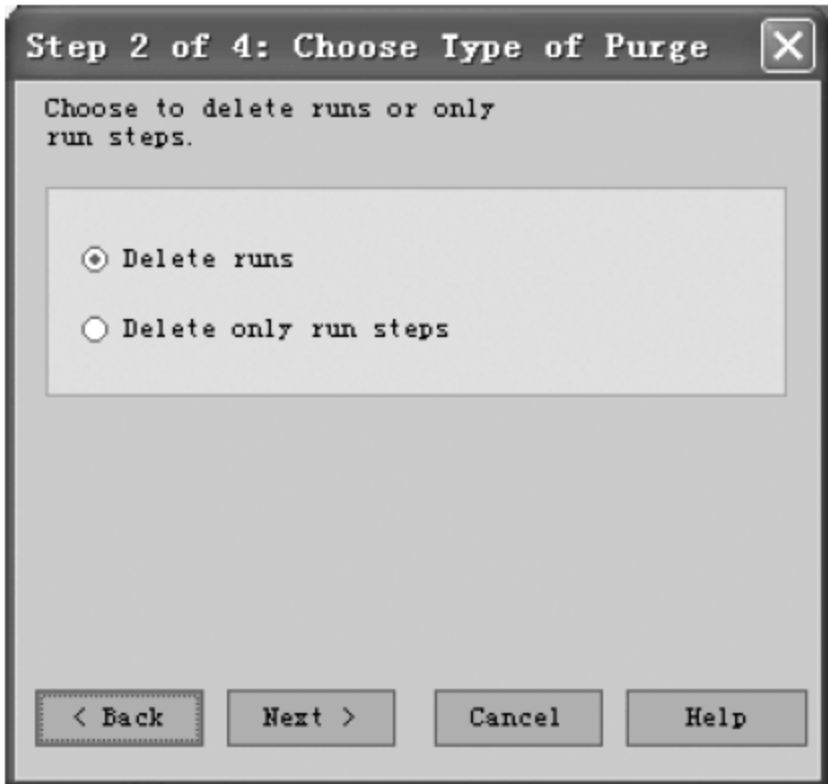 Step 2 of 4: Choose Type of Purge
Choose to delete runs or only
run steps.
Delete runs
Delete only run steps
< Back
Next >
Cancel
Help